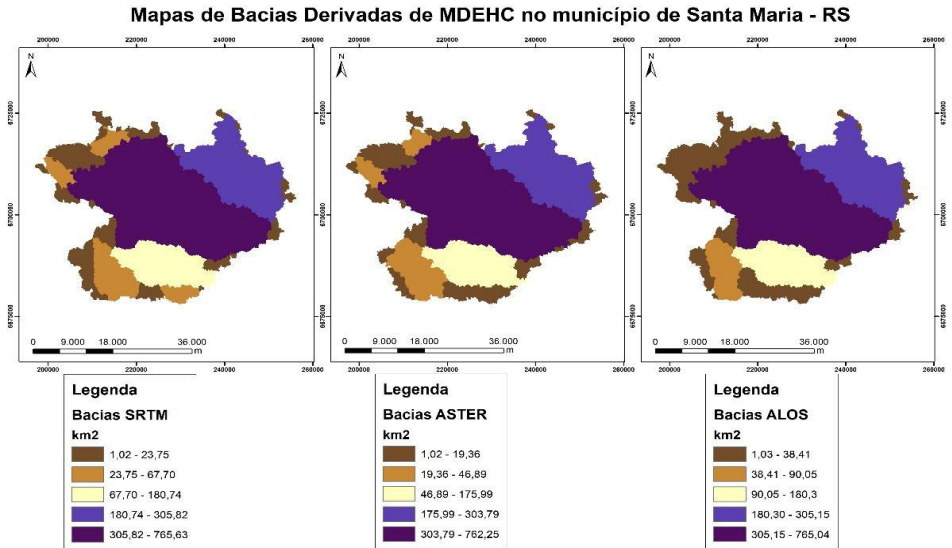 Mapas de Bacias Derivadas de MDEHC no município de Santa Maria - RS
200000 220000 240000 260000
N
6725000
6700000
6675000
0 9.000 18.000 36.000
m
200000 220000 240000 260000
200000 220000 240000 260000
N
0 9.000 18.000 36.000
m
200000 220000 240000 260000
200000 220000 240000 260000
N
6725000
6700000
6675000
0 9.000 18.000 36.000
m
200000 220000 240000 260000
Legenda
Bacias SRTM
km2
1,02 - 23,75
23,75 - 67,70
67,70 - 180,74
180,74 - 305,82
305,82 - 765,63
Legenda
Bacias ASTER
km2
1,02 - 19,36
19,36 - 46,89
46,89 - 175,99
175,99 - 303,79
303,79 - 762,25
Legenda
Bacias ALOS
km2
1,03 - 38,41
38,41 - 90,05
90,05 - 180,3
180,30 - 305,15
305,15 - 765,04